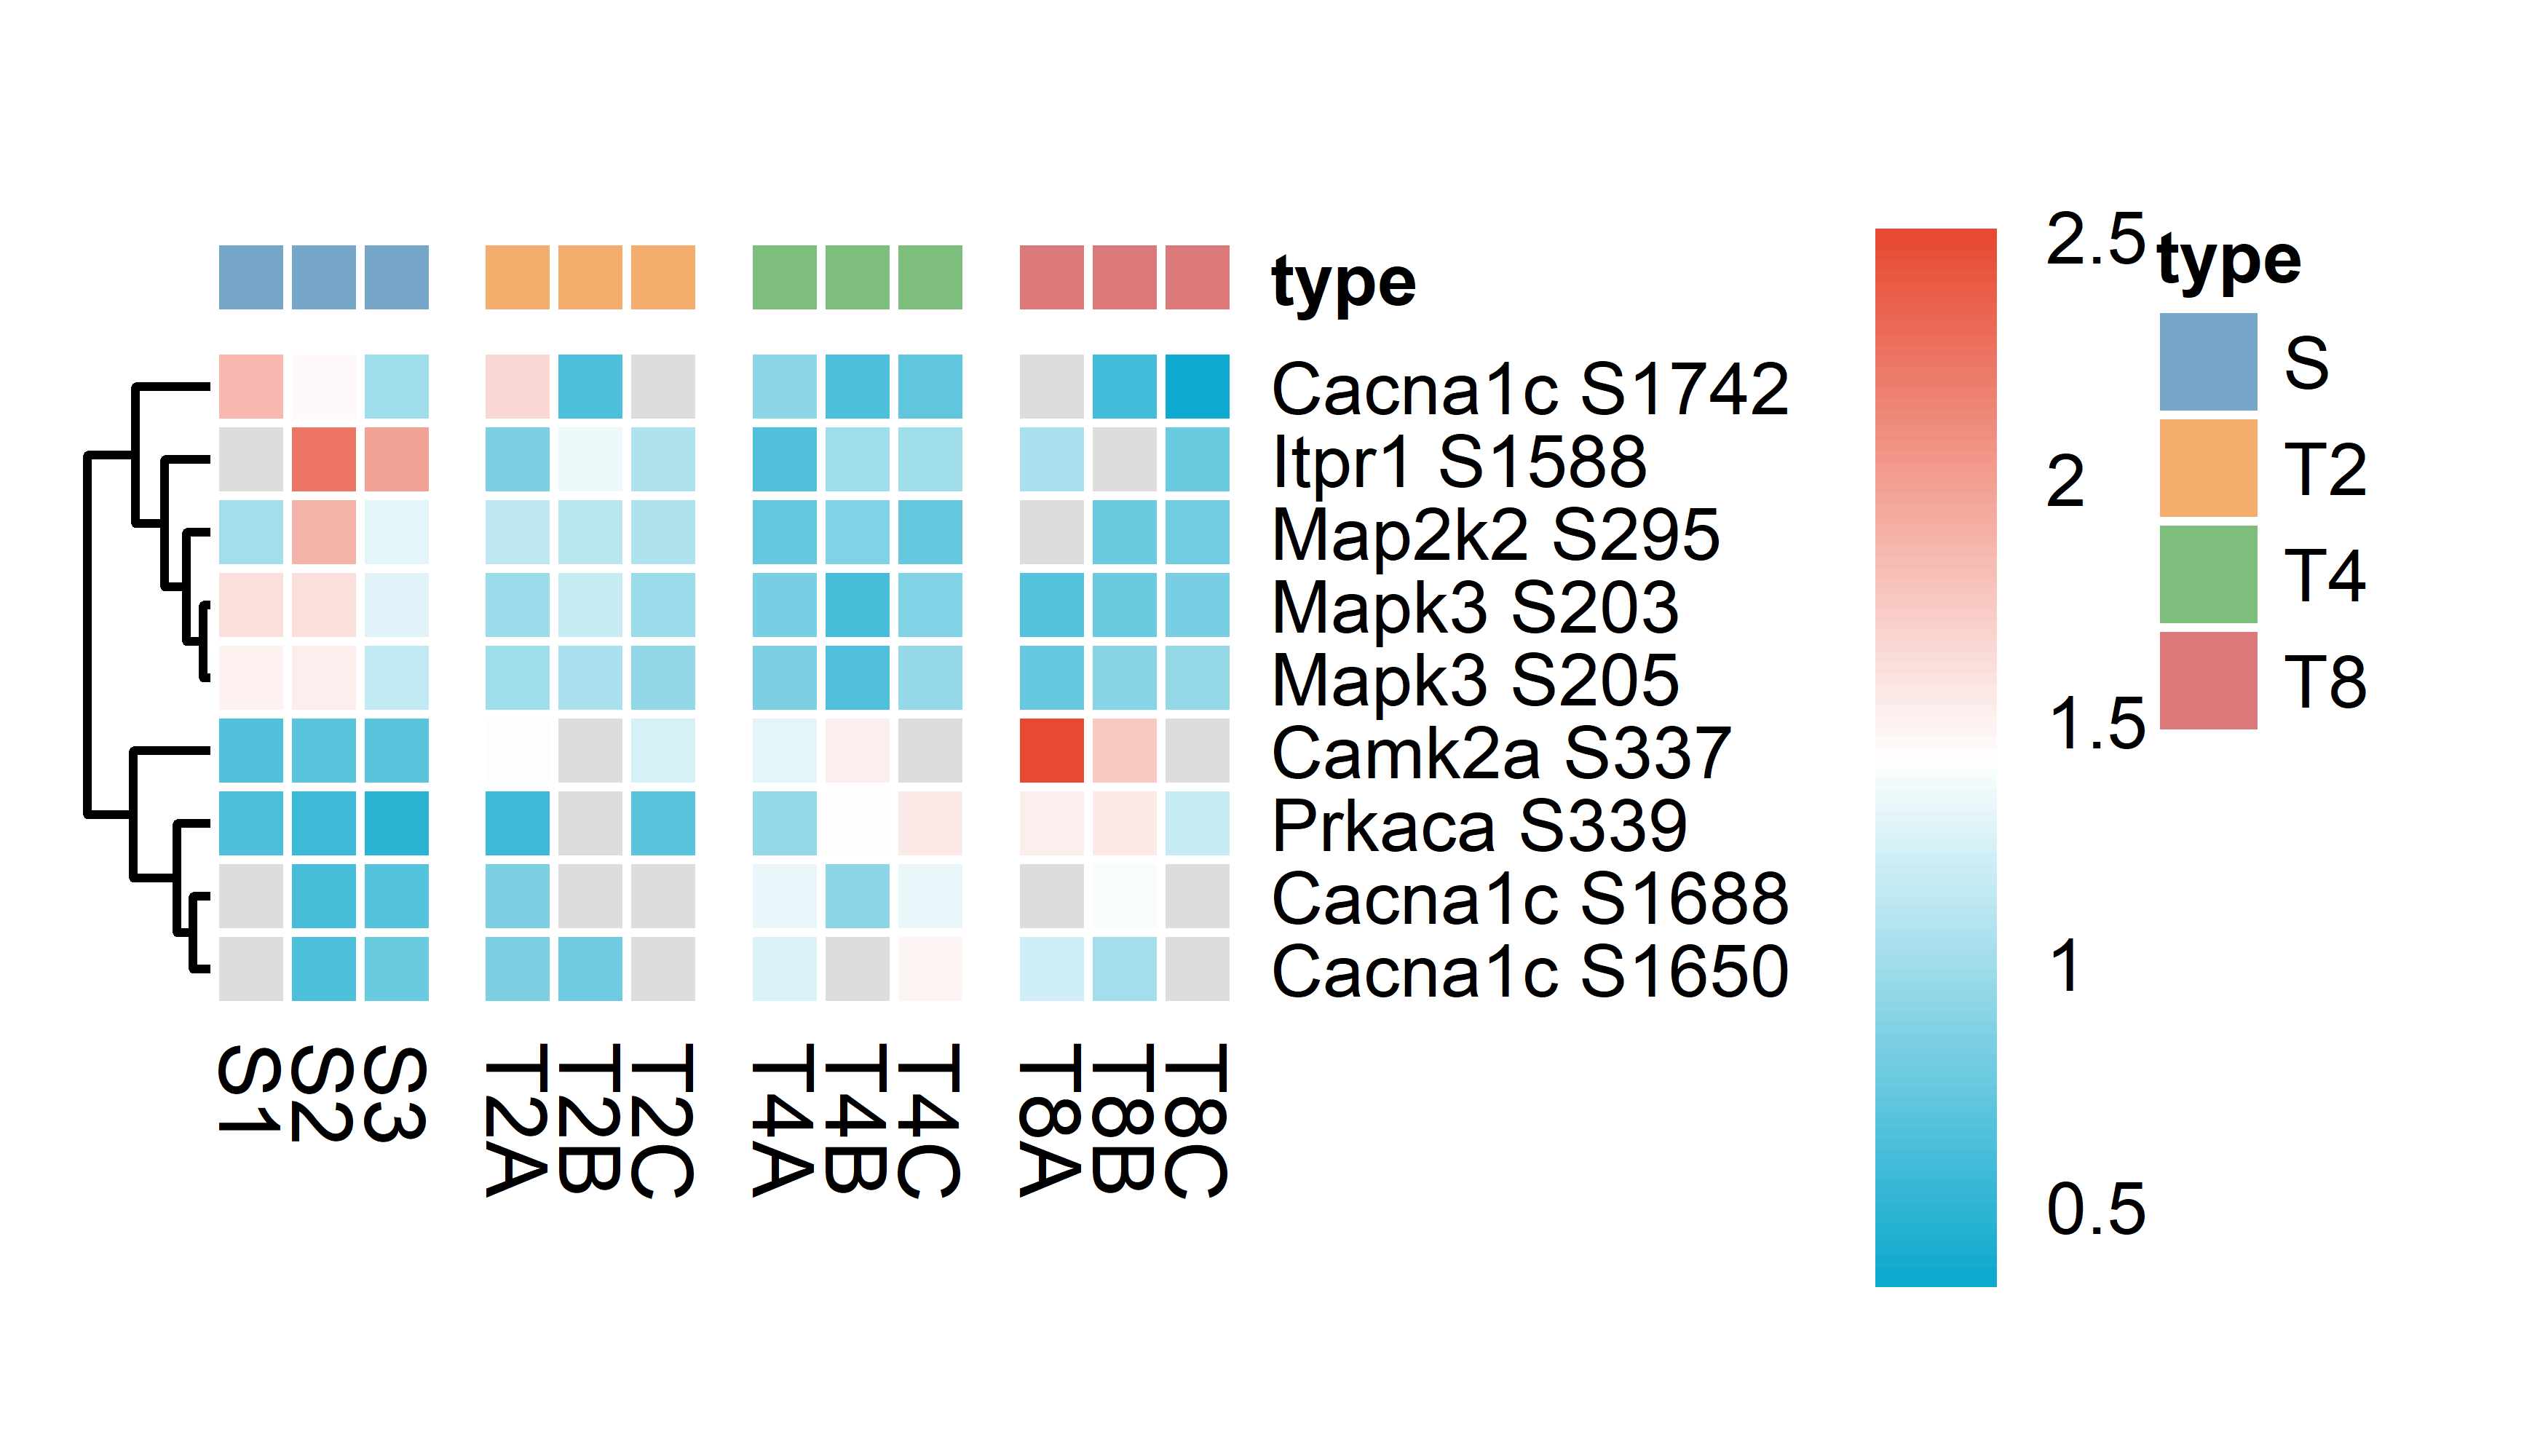 type
Cacna1c S1742
Itpr1 S1588
Map2k2 S295
Mapk3 S203
Mapk3 S205
Camk2a S337
Prkaca S339
Cacna1c S1688
Cacna1c S1650
S1
S2
S3
T2A
T2B
T2C
T4A
T4B
T4C
T8A
T8B
T8C
2.5
2
1.5
1
0.5
type
S
T2
T4
T8